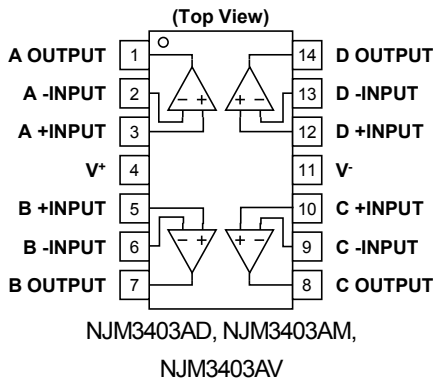 (Top View)
A OUTPUT 1 14 D OUTPUT
A -INPUT 2 13 D -INPUT
- + + -
A +INPUT 3 12 D +INPUT
V+ 4 11 V-
B +INPUT 5 10 C +INPUT
- + + -
B -INPUT 6 9 C -INPUT
B OUTPUT 7 8 C OUTPUT
NJM3403AD, NJM3403AM,
NJM3403AV